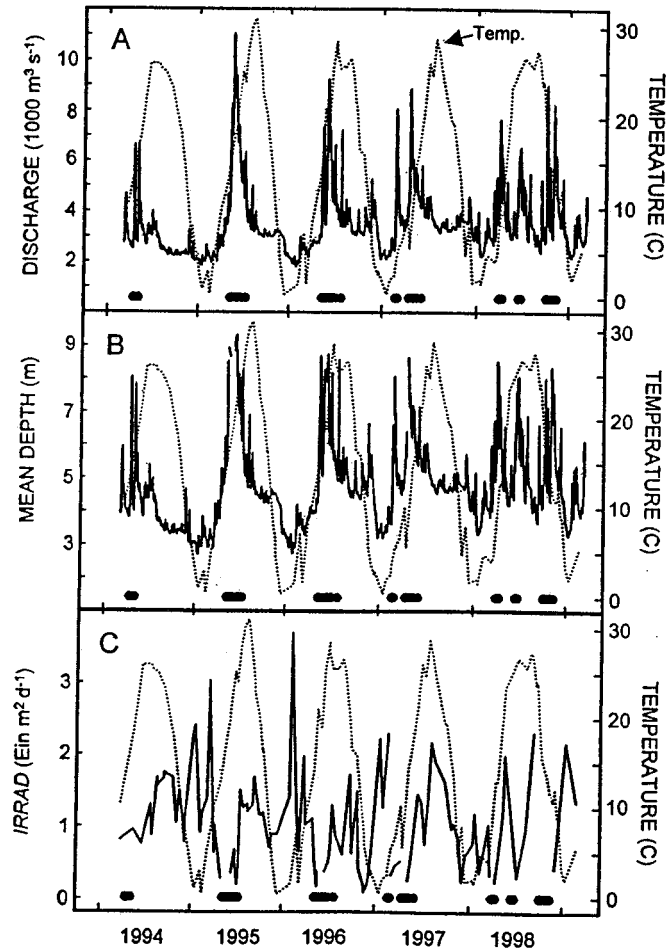 A
Temp.
DISCHARGE (1000 m³ s⁻¹)
10
8
6
4
2
30
20
10
0
TEMPERATURE (C)
B
MEAN DEPTH (m)
9
7
5
3
30
20
10
0
TEMPERATURE (C)
C
IRRAD (Ein m² d⁻¹)
3
2
1
0
30
20
10
0
TEMPERATURE (C)
1994 1995 1996 1997 1998